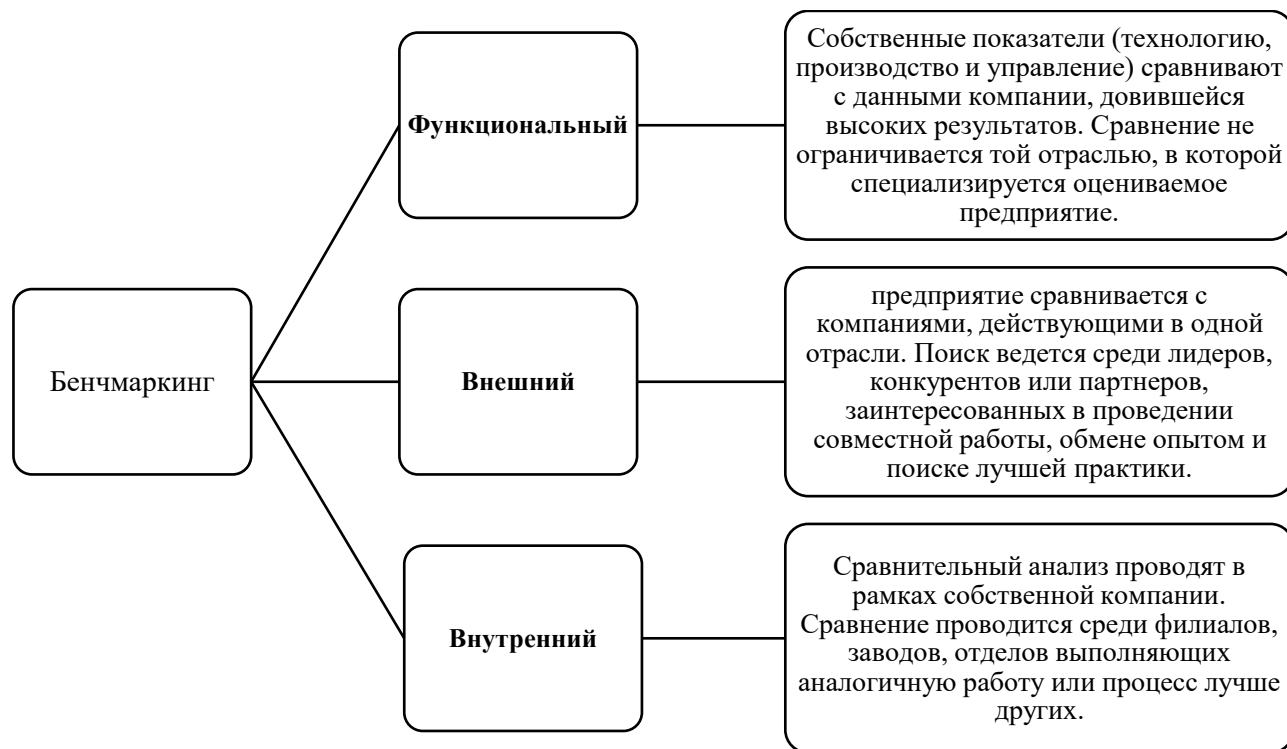 Бенчмаркинг
Функциональный
Собственные показатели (технологию,
производство и управление) сравнивают
с данными компании, довившейся
высоких результатов. Сравнение не
ограничивается той отраслью, в которой
специализируется оцениваемое
предприятие.
Внешний
предприятие сравнивается с
компаниями, действующими в одной
отрасли. Поиск ведется среди лидеров,
конкурентов или партнеров,
заинтересованных в проведении
совместной работы, обмене опытом и
поиске лучшей практики.
Внутренний
Сравнительный анализ проводят в
рамках собственной компании.
Сравнение проводится среди филиалов,
заводов, отделов выполняющих
аналогичную работу или процесс лучше
других.